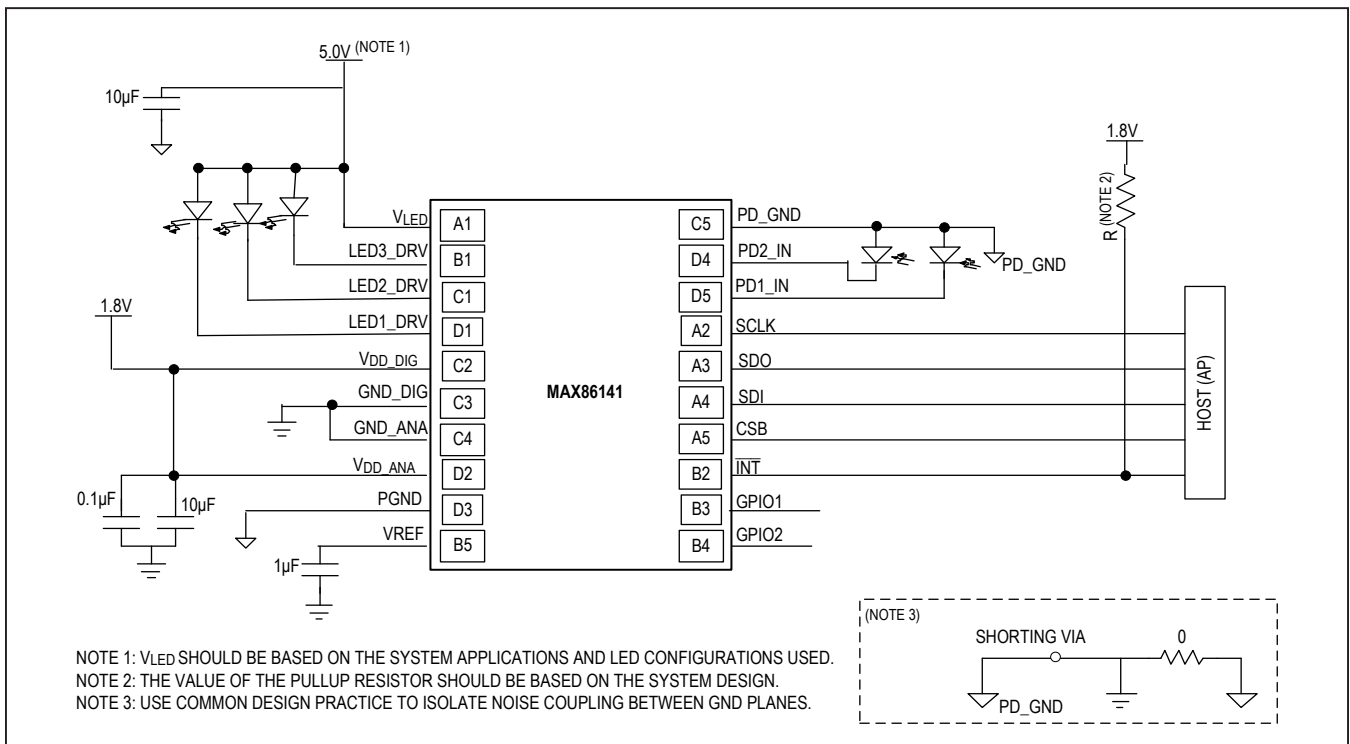 5.0V (NOTE 1)
10µF
1.8V
R (NOTE 2)
VLED A1
LED3_DRV B1
LED2_DRV C1
LED1_DRV D1
1.8V
VDD_DIG C2
GND_DIG C3
GND_ANA C4
VDD_ANA D2
0.1µF 10µF
PGND D3
VREF B5
1µF
MAX86141
C5 PD_GND
D4 PD2_IN
PD_GND
D5 PD1_IN
A2 SCLK
A3 SDO
A4 SDI
A5 CSB
B2 INT
B3 GPIO1
B4 GPIO2
HOST (AP)
(NOTE 3)
SHORTING VIA 0
PD_GND
NOTE 1: VLED SHOULD BE BASED ON THE SYSTEM APPLICATIONS AND LED CONFIGURATIONS USED.
NOTE 2: THE VALUE OF THE PULLUP RESISTOR SHOULD BE BASED ON THE SYSTEM DESIGN.
NOTE 3: USE COMMON DESIGN PRACTICE TO ISOLATE NOISE COUPLING BETWEEN GND PLANES.